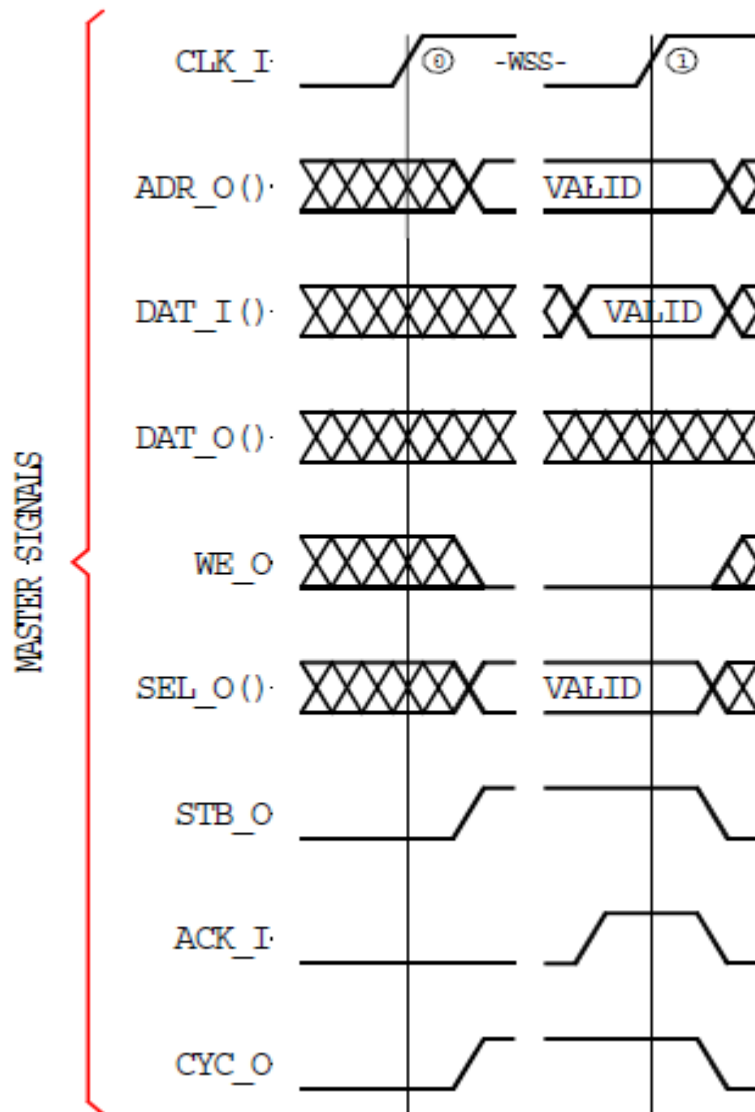 CLK_I
⓪ -WSS- ①
ADR_O()
VALID
DAT_I()
VALID
DAT_O()
WE_O
SEL_O()
VALID
STB_O
ACK_I
CYC_O
MASTER SIGNALS